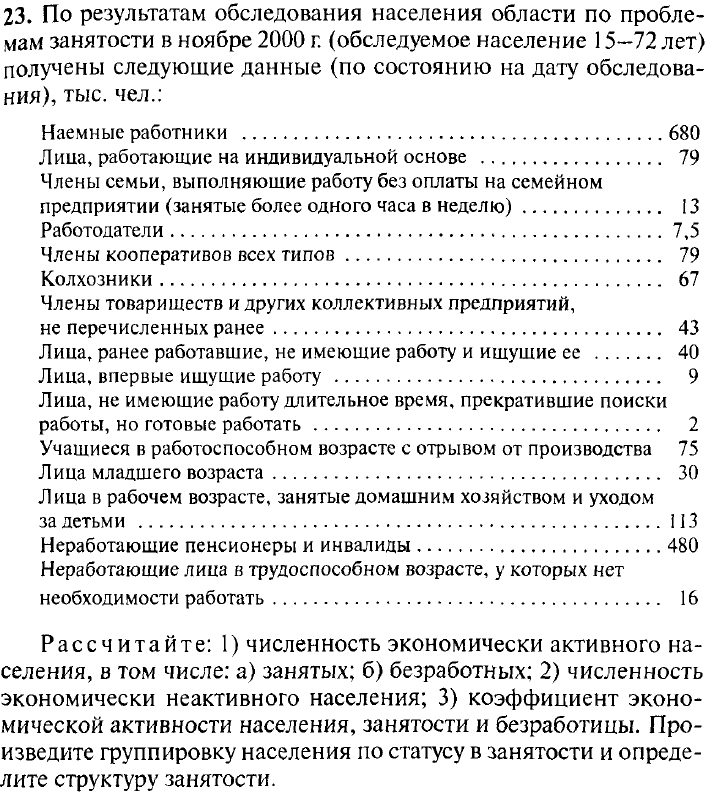 23. По результатам обследования населения области по пробле-
мам занятости в ноябре 2000 г. (обследуемое население 15–72 лет)
получены следующие данные (по состоянию на дату обследова-
ния), тыс. чел.:
Наемные работники ........................................ 680
Лица, работающие на индивидуальной основе ................ 79
Члены семьи, выполняющие работу без оплаты на семейном
предприятии (занятые более одного часа в неделю) ............. 13
Работодатели ........................................ 7,5
Члены кооперативов всех типов ............................ 79
Колхозники ........................................ 67
Члены товариществ и других коллективных предприятий,
не перечисленных ранее .................................. 43
Лица, ранее работавшие, не имеющие работу и ищущие ее ....... 40
Лица, впервые ищущие работу ............................. 9
Лица, не имеющие работу длительное время, прекратившие поиски
работы, но готовые работать ............................... 2
Учащиеся в работоспособном возрасте с отрывом от производства 75
Лица младшего возраста ................................... 30
Лица в рабочем возрасте, занятые домашним хозяйством и уходом
за детьми ........................................ 113
Неработающие пенсионеры и инвалиды ...................... 480
Неработающие лица в трудоспособном возрасте, у которых нет
необходимости работать .................................. 16
Рассчитайте: 1) численность экономически активного на-
селения, в том числе: а) занятых; б) безработных; 2) численность
экономически неактивного населения; 3) коэффициент эконо-
мической активности населения, занятости и безработицы. Про-
изведите группировку населения по статусу в занятости и опреде-
лите структуру занятости.